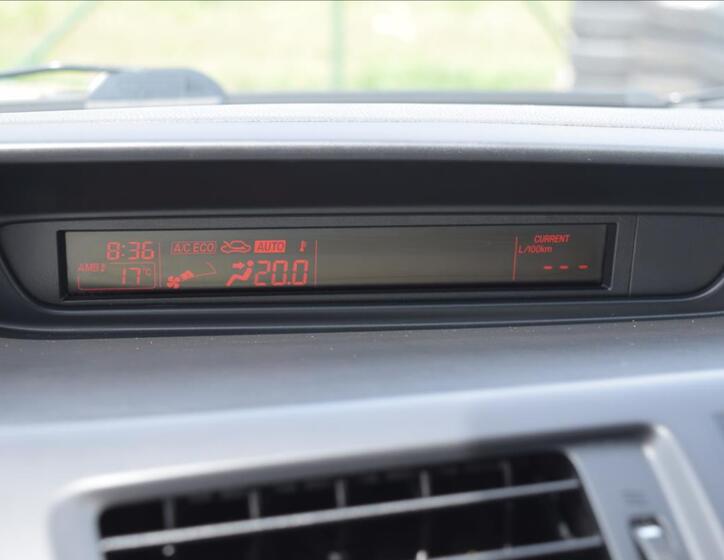 8:36
A/C ECO
AUTO
AMB
17°C
20.0
CURRENT
L/100km
---